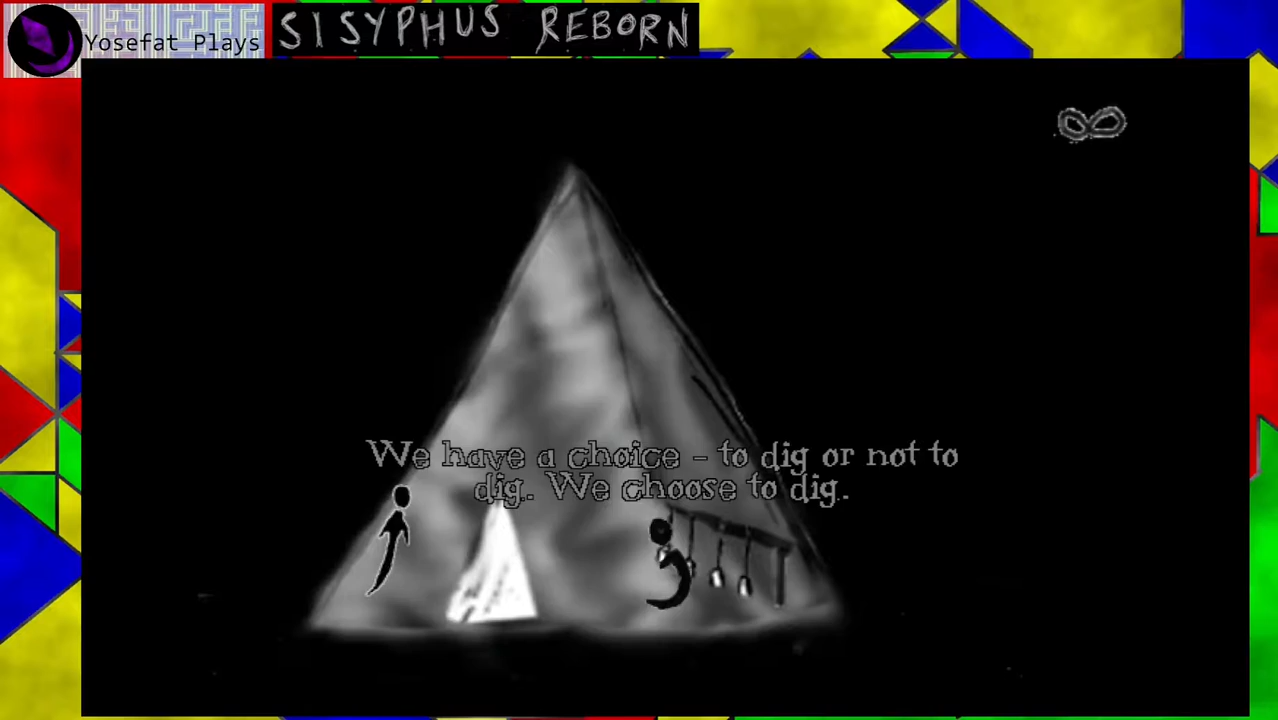 SISYPHUS REBORN
Yosefat Plays
We have a choice - to dig or not to
dig. We choose to dig.